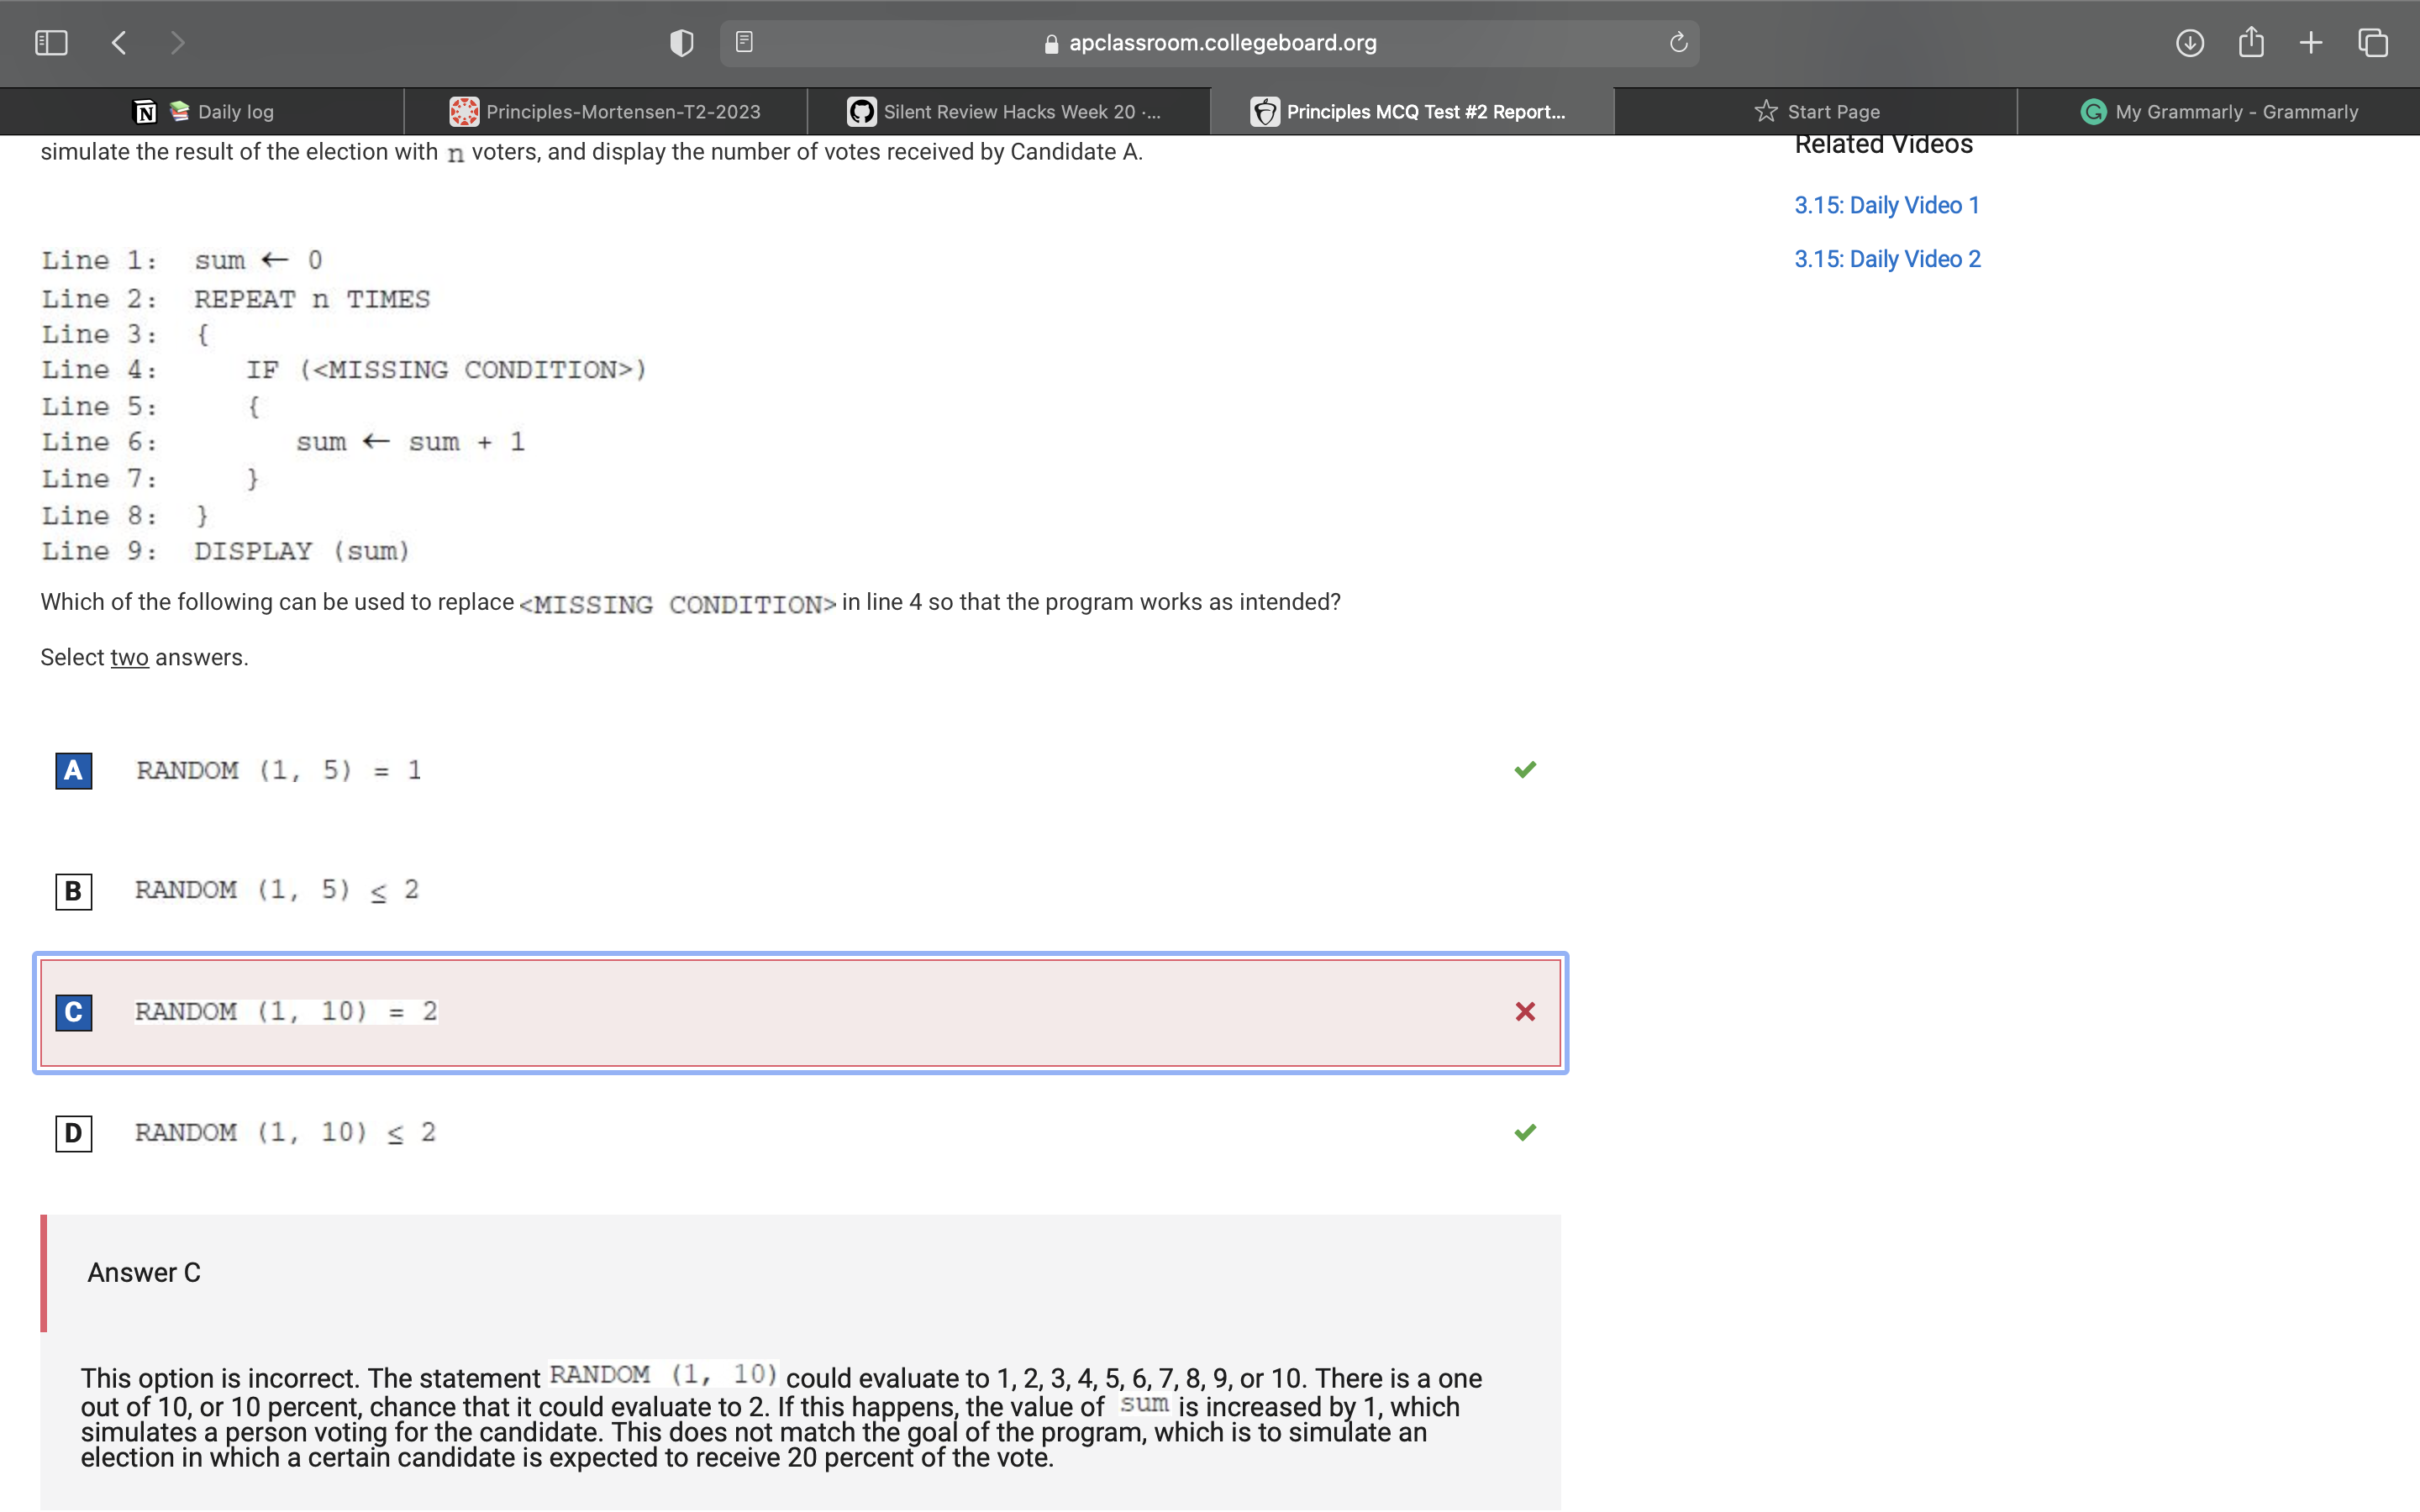 apclassroom.collegeboard.org
Daily log
Principles-Mortensen-T2-2023
Silent Review Hacks Week 20 ·...
Principles MCQ Test #2 Report...
Start Page
My Grammarly - Grammarly
simulate the result of the election with n voters, and display the number of votes received by Candidate A.
Related Videos
3.15: Daily Video 1
3.15: Daily Video 2
Line 1: sum ← 0
Line 2: REPEAT n TIMES
Line 3: {
Line 4: IF (<MISSING CONDITION>)
Line 5: {
Line 6: sum ← sum + 1
Line 7: }
Line 8: }
Line 9: DISPLAY (sum)
Which of the following can be used to replace <MISSING CONDITION> in line 4 so that the program works as intended?
Select two answers.
A RANDOM (1, 5) = 1
B RANDOM (1, 5) ≤ 2
C RANDOM (1, 10) = 2
D RANDOM (1, 10) ≤ 2
Answer C
This option is incorrect. The statement RANDOM (1, 10) could evaluate to 1, 2, 3, 4, 5, 6, 7, 8, 9, or 10. There is a one
out of 10, or 10 percent, chance that it could evaluate to 2. If this happens, the value of sum is increased by 1, which
simulates a person voting for the candidate. This does not match the goal of the program, which is to simulate an
election in which a certain candidate is expected to receive 20 percent of the vote.